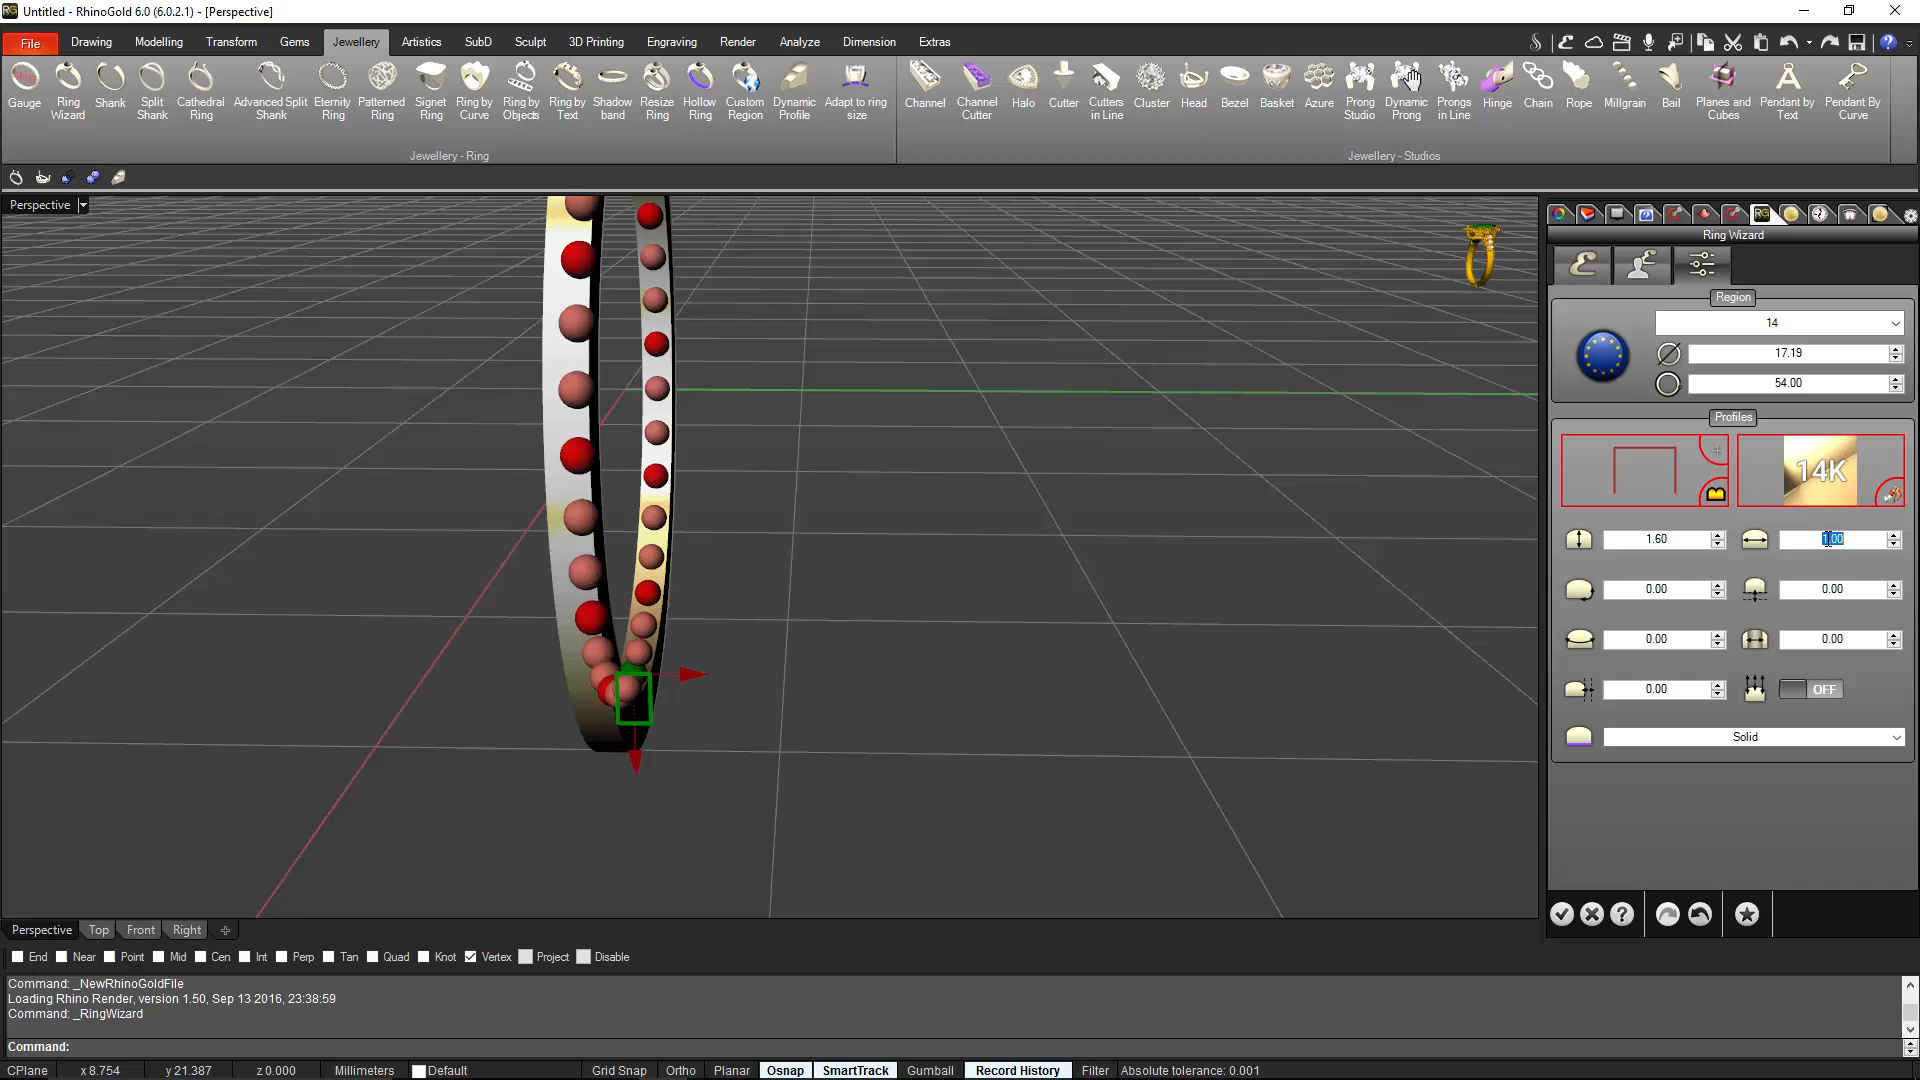 Untitled - RhinoGold 6.0 (6.0.2.1) - [Perspective]
File Drawing Modelling Transform Gems Jewellery Artistics SubD Sculpt 3D Printing Engraving Render Analyze Dimension Extras
Gauge
Ring Wizard
Shank
Split Shank
Cathedral Ring
Advanced Split Shank
Eternity Ring
Patterned Ring
Signet Ring
Ring by Curve
Ring by Objects
Ring by Text
Shadow band
Resize Ring
Hollow Ring
Custom Region
Dynamic Profile
Adapt to ring size
Channel
Channel Cutter
Halo
Cutter
Cutters in Line
Cluster
Head
Bezel
Basket
Azure
Prong Studio
Dynamic Prong
Prongs in Line
Hinge
Chain
Rope
Millgrain
Bail
Planes and Cubes
Pendant by Text
Pendant By Curve
Jewellery - Ring
Jewellery - Studios
Perspective
Ring Wizard
Region
14
17.19
54.00
Profiles
14K
1.60 1.00
0.00 0.00
0.00 0.00
0.00 OFF
Solid
Perspective Top Front Right
End Near Point Mid Cen Int Perp Tan Quad Knot Vertex Project Disable
Command: _NewRhinoGoldFile
Loading Rhino Render, version 1.50, Sep 13 2016, 23:38:59
Command: _RingWizard
Command:
CPlane x 8.754 y 21.387 z 0.000 Millimeters Default Grid Snap Ortho Planar Osnap SmartTrack Gumball Record History Filter Absolute tolerance: 0.001